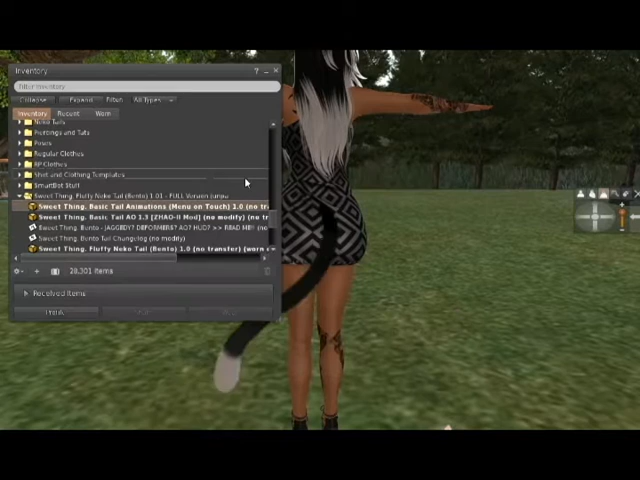 Inventory
? _ ×
Filter Inventory
Collapse Expand Filter: All Types
Inventory Recent Worn
Neko Tails
Piercings and Tats
Poses
Regular Clothes
RP Clothes
Shirt and Clothing Templates
SmartBot Stuff
Sweet Thing. Fluffy Neko Tail (Bento) 1.01 - FULL Version
Sweet Thing. Basic Tail Animations (Menu on Touch) 1.0 (no tr
Sweet Thing. Basic Tail AO 1.3 [ZHAO-II Mod] (no modify) (no tr
Sweet Thing. Bento - JAGGEDY? DEFORMERS? AO? HUD? >> READ ME! (no
Sweet Thing. Bento Tail Changelog (no modify)
Sweet Thing. Fluffy Neko Tail (Bento) 1.0 (no transfer) (worn o
28,301 items
Received Items
Profile